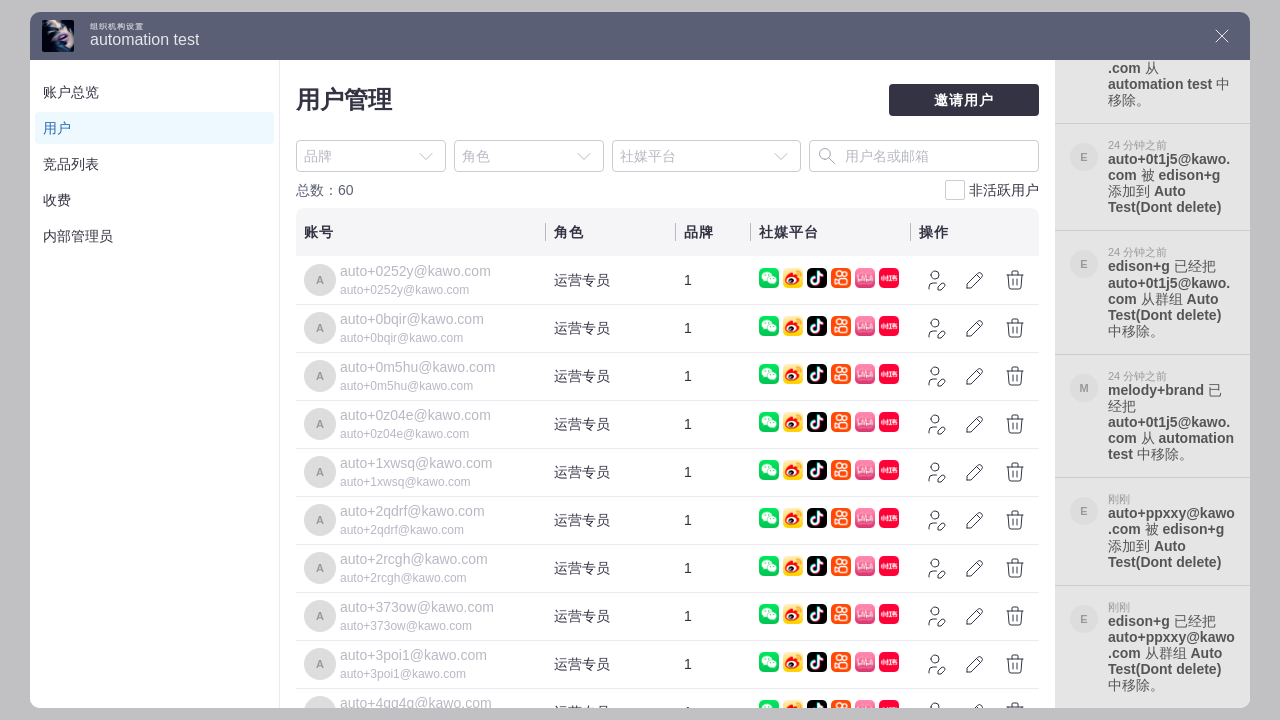 组织机构设置
automation test
账户总览
用户
竞品列表
收费
内部管理员
用户管理
邀请用户
品牌
角色
社媒平台
用户名或邮箱
总数：60
非活跃用户
账号 角色 品牌 社媒平台 操作
A auto+0252y@kawo.com
auto+0252y@kawo.com
运营专员 1
A auto+0bqir@kawo.com
auto+0bqir@kawo.com
运营专员 1
A auto+0m5hu@kawo.com
auto+0m5hu@kawo.com
运营专员 1
A auto+0z04e@kawo.com
auto+0z04e@kawo.com
运营专员 1
A auto+1xwsq@kawo.com
auto+1xwsq@kawo.com
运营专员 1
A auto+2qdrf@kawo.com
auto+2qdrf@kawo.com
运营专员 1
A auto+2rcgh@kawo.com
auto+2rcgh@kawo.com
运营专员 1
A auto+373ow@kawo.com
auto+373ow@kawo.com
运营专员 1
A auto+3poi1@kawo.com
auto+3poi1@kawo.com
运营专员 1
.com 从
automation test 中
移除。
24 分钟之前
E
auto+0t1j5@kawo.
com 被 edison+g
添加到 Auto
Test(Dont delete)
24 分钟之前
E
edison+g 已经把
auto+0t1j5@kawo.
com 从群组 Auto
Test(Dont delete)
中移除。
24 分钟之前
M
melody+brand 已
经把
auto+0t1j5@kawo.
com 从 automation
test 中移除。
刚刚
E
auto+ppxxy@kawo
.com 被 edison+g
添加到 Auto
Test(Dont delete)
刚刚
E
edison+g 已经把
auto+ppxxy@kawo
.com 从群组 Auto
Test(Dont delete)
中移除。